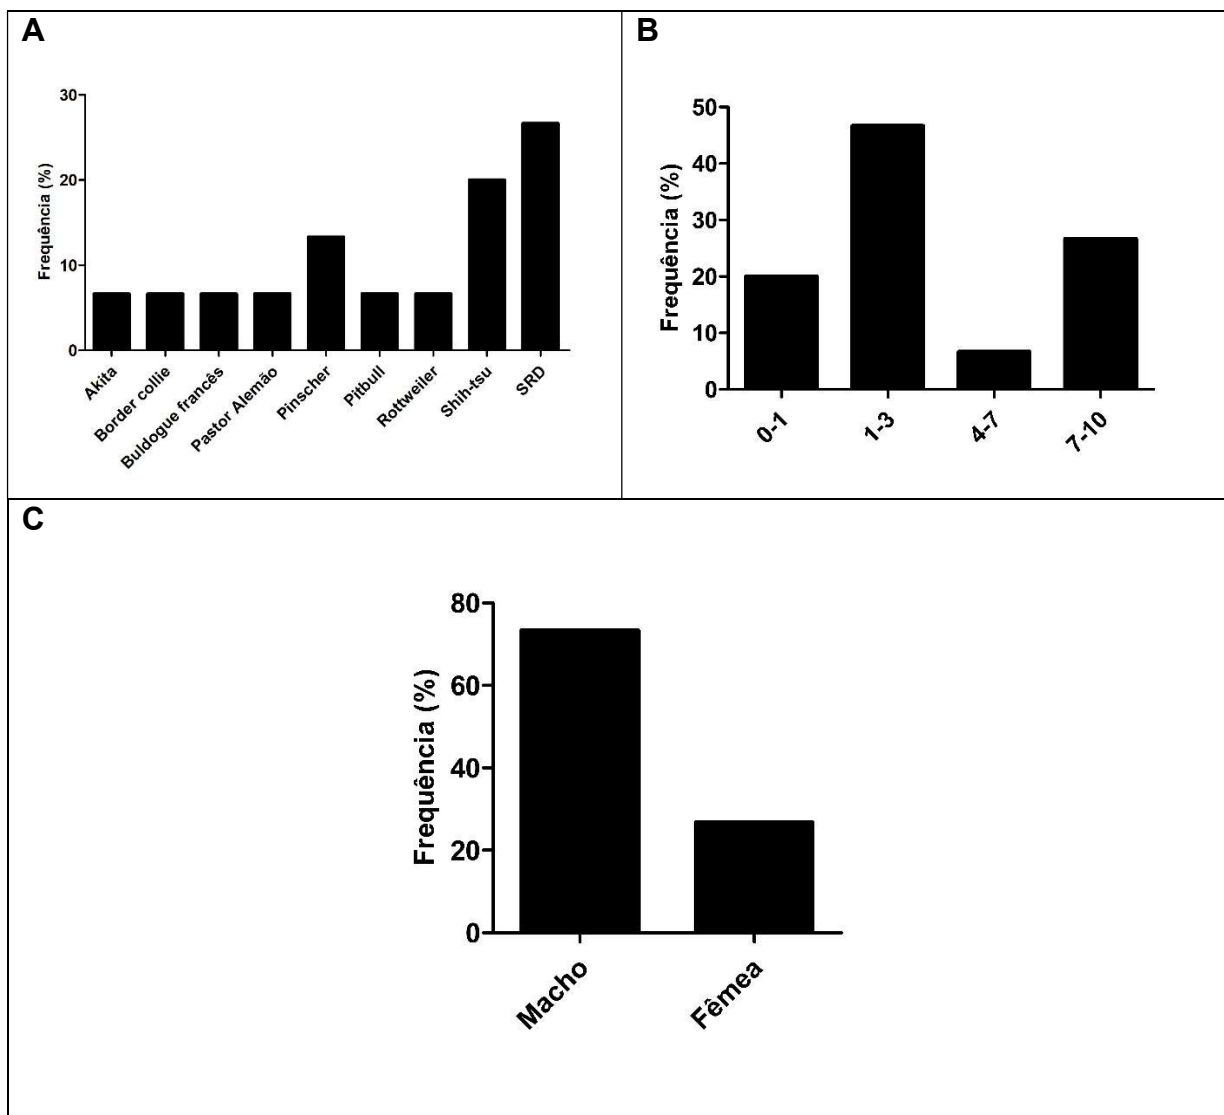 A
Frequência (%)
30
20
10
0
Akita
Border collie
Buldogue francês
Pastor Alemão
Pinscher
Pitbull
Rottweiler
Shih-tsu
SRD
B
Frequência (%)
50
40
30
20
10
0
0-1
1-3
4-7
7-10
C
Frequência (%)
80
60
40
20
0
Macho
Fêmea